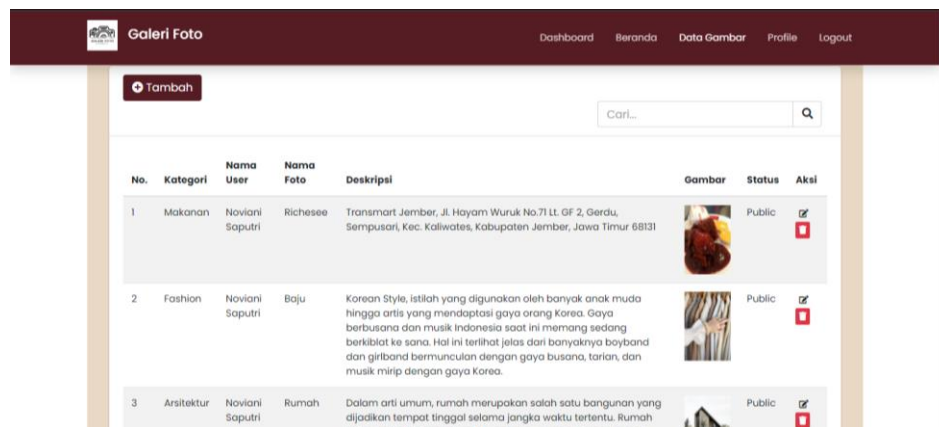 Galeri Foto
Dashboard Beranda Data Gambar Profile Logout
Tambah
Cari...
No. Kategori Nama User Nama Foto Deskripsi Gambar Status Aksi
1 Makanan Noviani Saputri Richesee Transmart Jember, Jl. Hayam Wuruk No.71 Lt. GF 2, Gerdu,
Sempusari, Kec. Kaliwates, Kabupaten Jember, Jawa Timur 68131
Public
2 Fashion Noviani Saputri Baju Korean Style, istilah yang digunakan oleh banyak anak muda
hingga artis yang mendaptasi gaya orang Korea. Gaya
berbusana dan musik Indonesia saat ini memang sedang
berkiblat ke sana. Hal ini terlihat jelas dari banyaknya boyband
dan girlband bermunculan dengan gaya busana, tarian, dan
musik mirip dengan gaya Korea.
Public
3 Arsitektur Noviani Saputri Rumah Dalam arti umum, rumah merupakan salah satu bangunan yang
dijadikan tempat tinggal selama jangka waktu tertentu. Rumah
Public